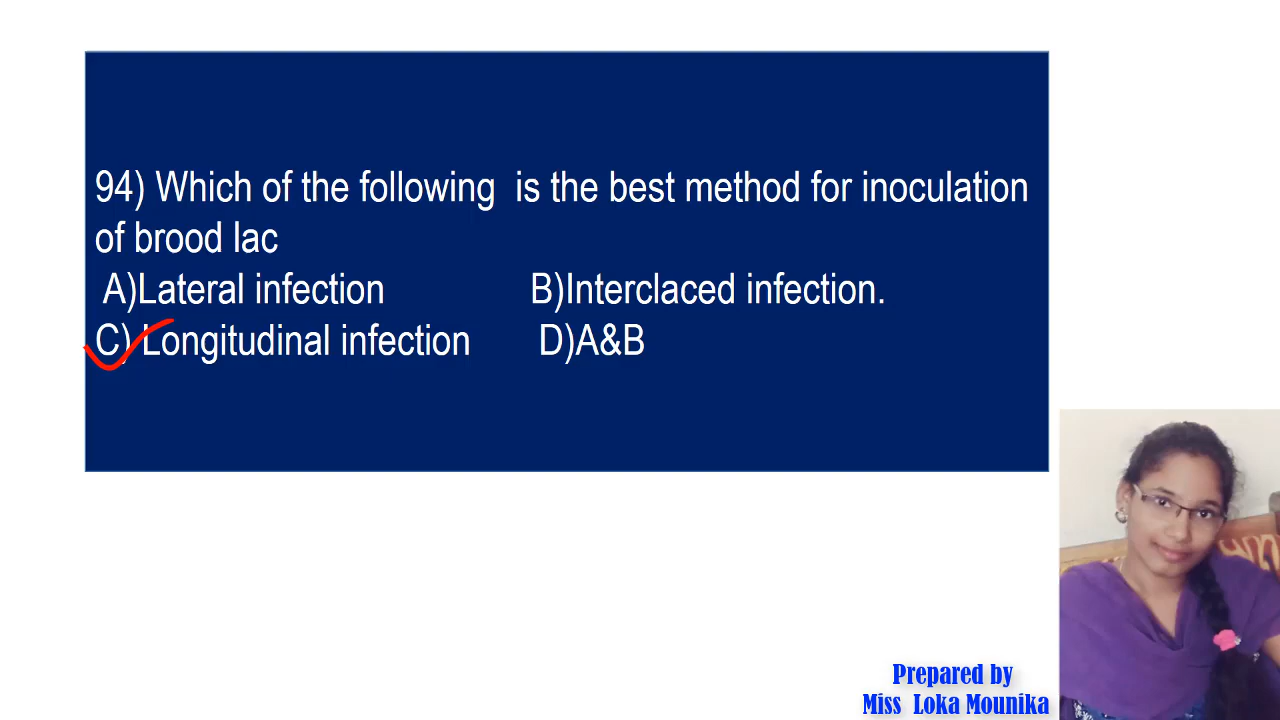 94) Which of the following is the best method for inoculation
of brood lac
A)Lateral infection B)Interclaced infection.
C) Longitudinal infection D)A&B
Prepared by
Miss Loka Mounika